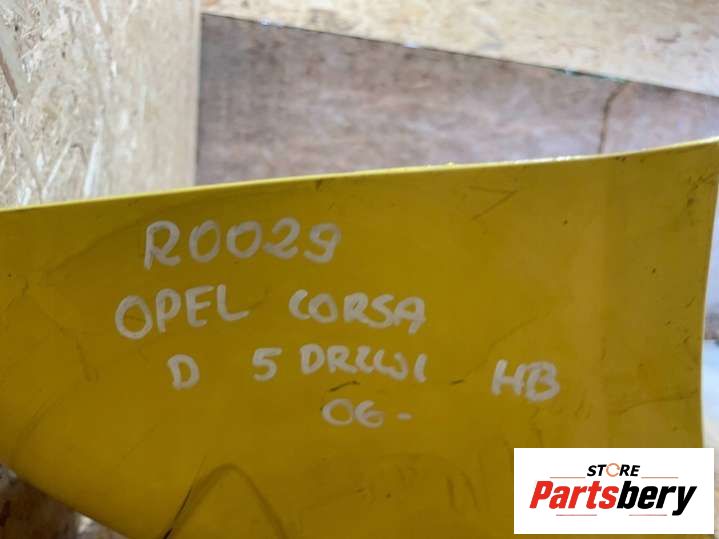 R0029
OPEL CORSA
D 5 DRZWI HB
06-
STORE
Partsbery